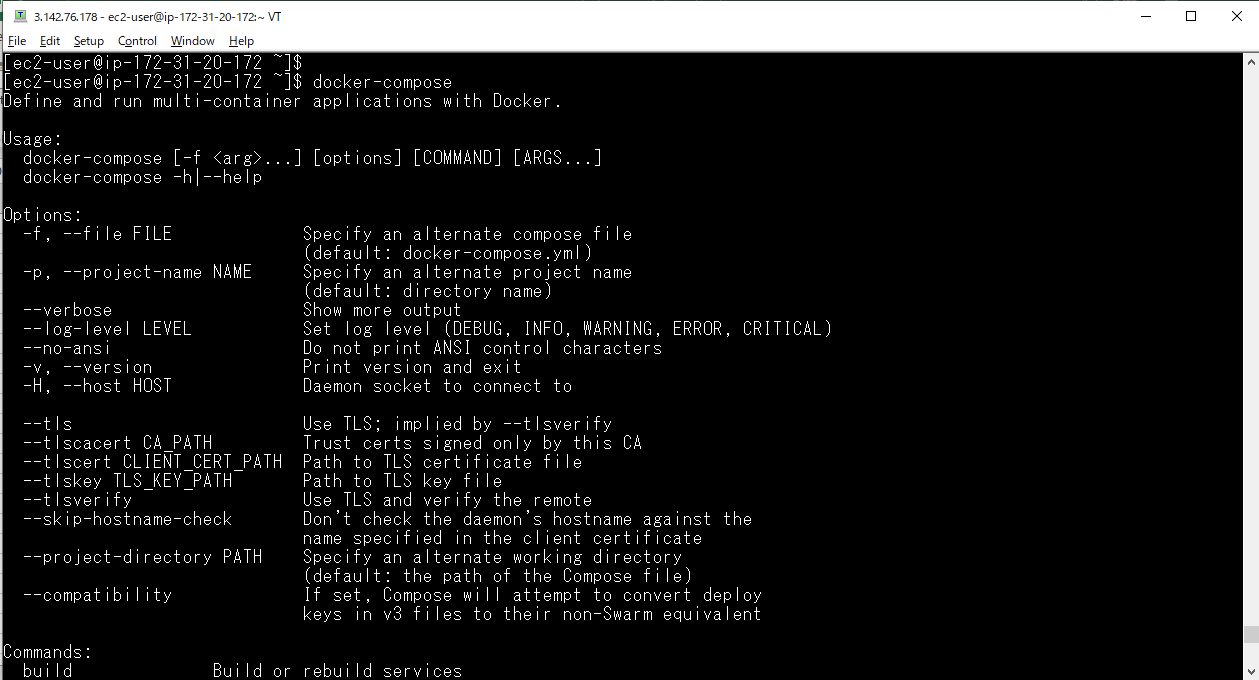 3.142.76.178 - ec2-user@ip-172-31-20-172:~ VT
File Edit Setup Control Window Help
[ec2-user@ip-172-31-20-172 ~]$
[ec2-user@ip-172-31-20-172 ~]$ docker-compose
Define and run multi-container applications with Docker.
Usage:
docker-compose [-f <arg>...] [options] [COMMAND] [ARGS...]
docker-compose -h|--help
Options:
-f, --file FILE Specify an alternate compose file
(default: docker-compose.yml)
-p, --project-name NAME Specify an alternate project name
(default: directory name)
--verbose Show more output
--log-level LEVEL Set log level (DEBUG, INFO, WARNING, ERROR, CRITICAL)
--no-ansi Do not print ANSI control characters
-v, --version Print version and exit
-H, --host HOST Daemon socket to connect to
--tls Use TLS; implied by --tlsverify
--tlscacert CA_PATH Trust certs signed only by this CA
--tlscert CLIENT_CERT_PATH Path to TLS certificate file
--tlskey TLS_KEY_PATH Path to TLS key file
--tlsverify Use TLS and verify the remote
--skip-hostname-check Don't check the daemon's hostname against the
name specified in the client certificate
--project-directory PATH Specify an alternate working directory
(default: the path of the Compose file)
--compatibility If set, Compose will attempt to convert deploy
keys in v3 files to their non-Swarm equivalent
Commands:
build Build or rebuild services